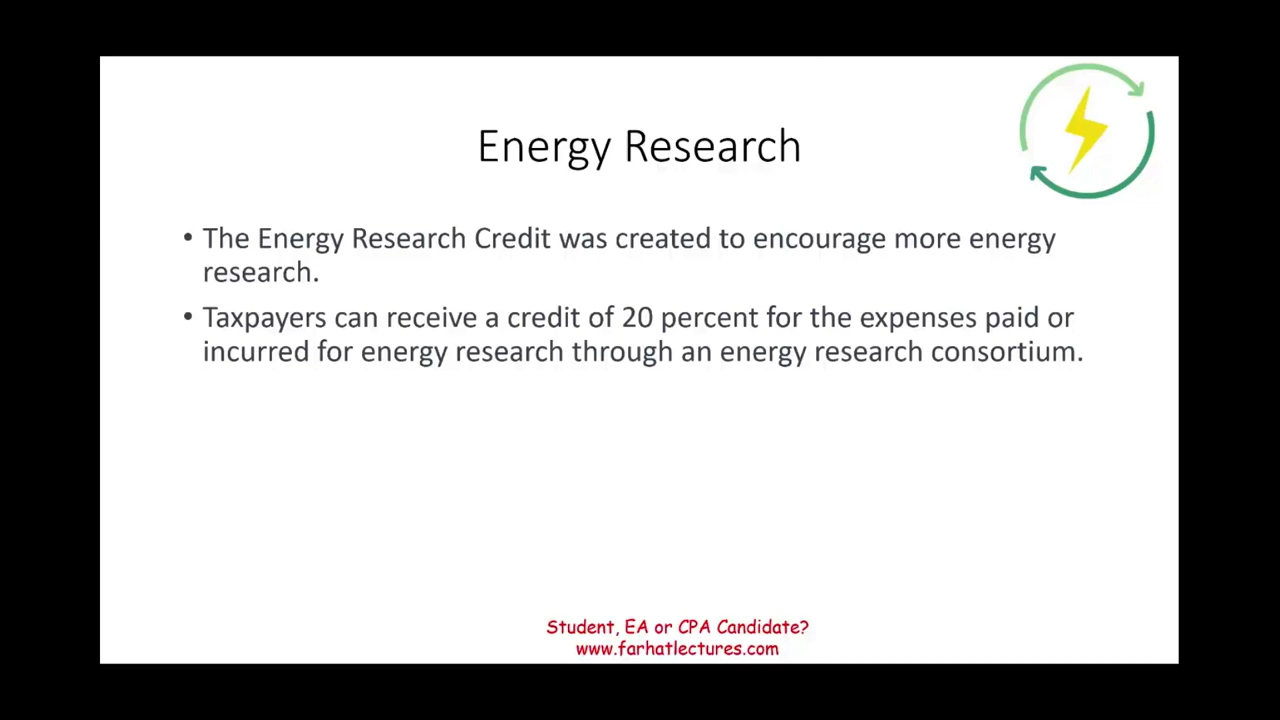 Energy Research
• The Energy Research Credit was created to encourage more energy
research.
• Taxpayers can receive a credit of 20 percent for the expenses paid or
incurred for energy research through an energy research consortium.
Student, EA or CPA Candidate?
www.farhatlectures.com